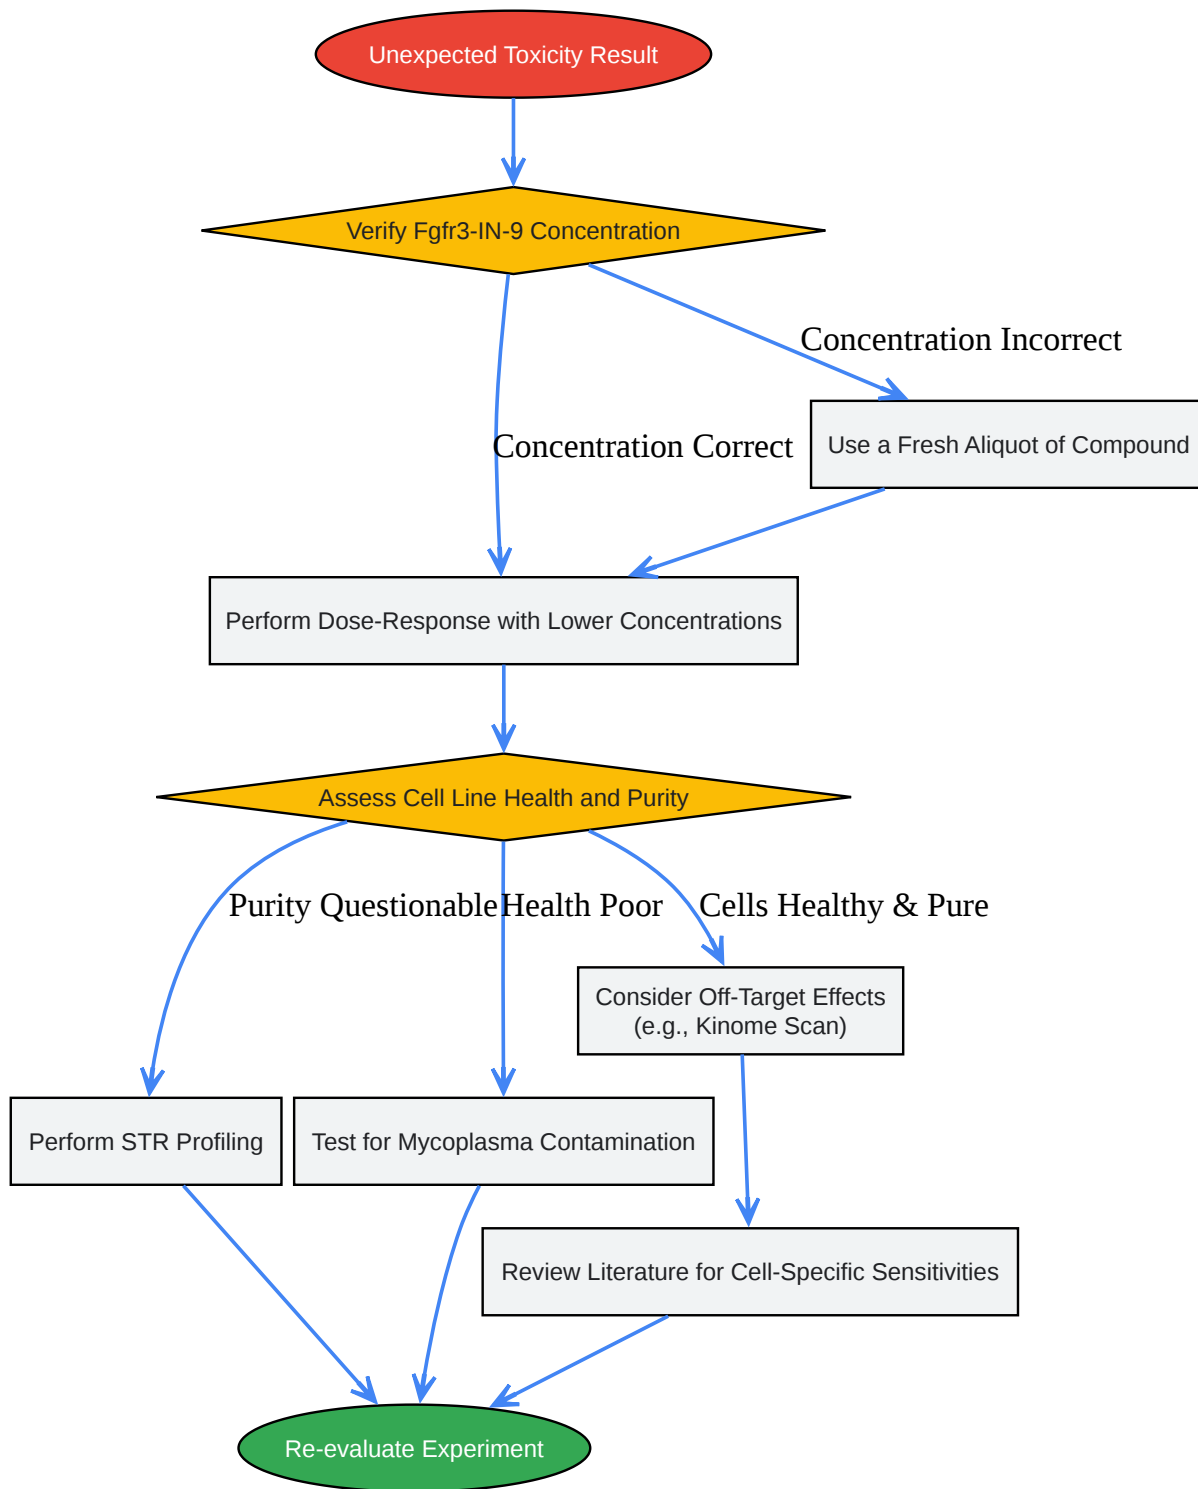 Unexpected Toxicity Result
Verify Fgfr3-IN-9 Concentration
Concentration Incorrect
Concentration Correct
Use a Fresh Aliquot of Compound
Perform Dose-Response with Lower Concentrations
Assess Cell Line Health and Purity
Purity Questionable
Health Poor
Cells Healthy & Pure
Consider Off-Target Effects
(e.g., Kinome Scan)
Perform STR Profiling
Test for Mycoplasma Contamination
Review Literature for Cell-Specific Sensitivities
Re-evaluate Experiment